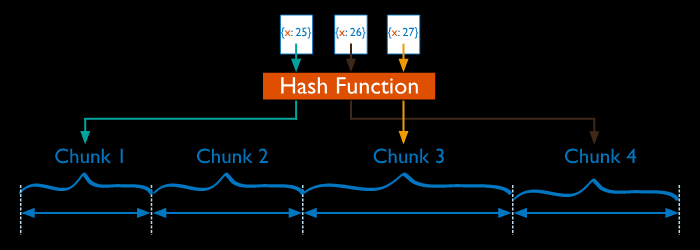 {x: 25} {x: 26} {x: 27}
Hash Function
Chunk 1 Chunk 2 Chunk 3 Chunk 4